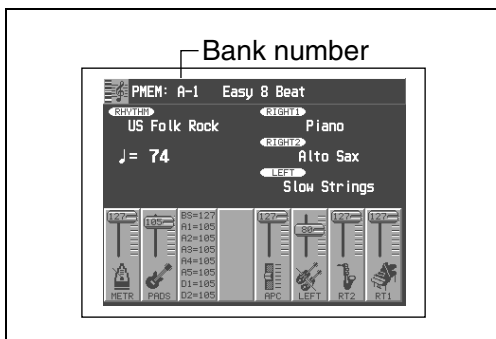 Bank number
PMEM: A-1 Easy 8 Beat
RHYTHM
US Folk Rock
♩= 74
RIGHT1
Piano
RIGHT2
Alto Sax
LEFT
Slow Strings
127 105 127 80 127 127
BS=127
A1=105
A2=105
A3=105
A4=105
A5=105
D1=105
D2=105
METR PADS APC LEFT RT2 RT1